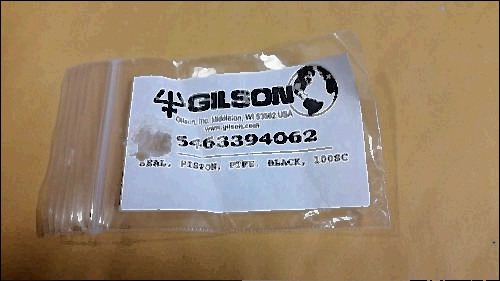 GILSON
Gilson, Inc. Middleton, WI 53562 USA
www.gilson.com
5463394062
SEAL, PISTON, PTFE, BLACK, 100SC